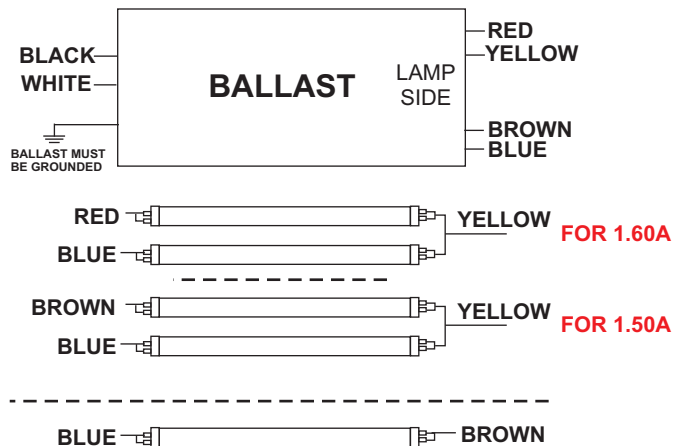 BLACK
WHITE
BALLAST MUST
BE GROUNDED
BALLAST
LAMP
SIDE
RED
YELLOW
BROWN
BLUE
RED
BLUE
YELLOW
FOR 1.60A
BROWN
BLUE
YELLOW
FOR 1.50A
BLUE
BROWN